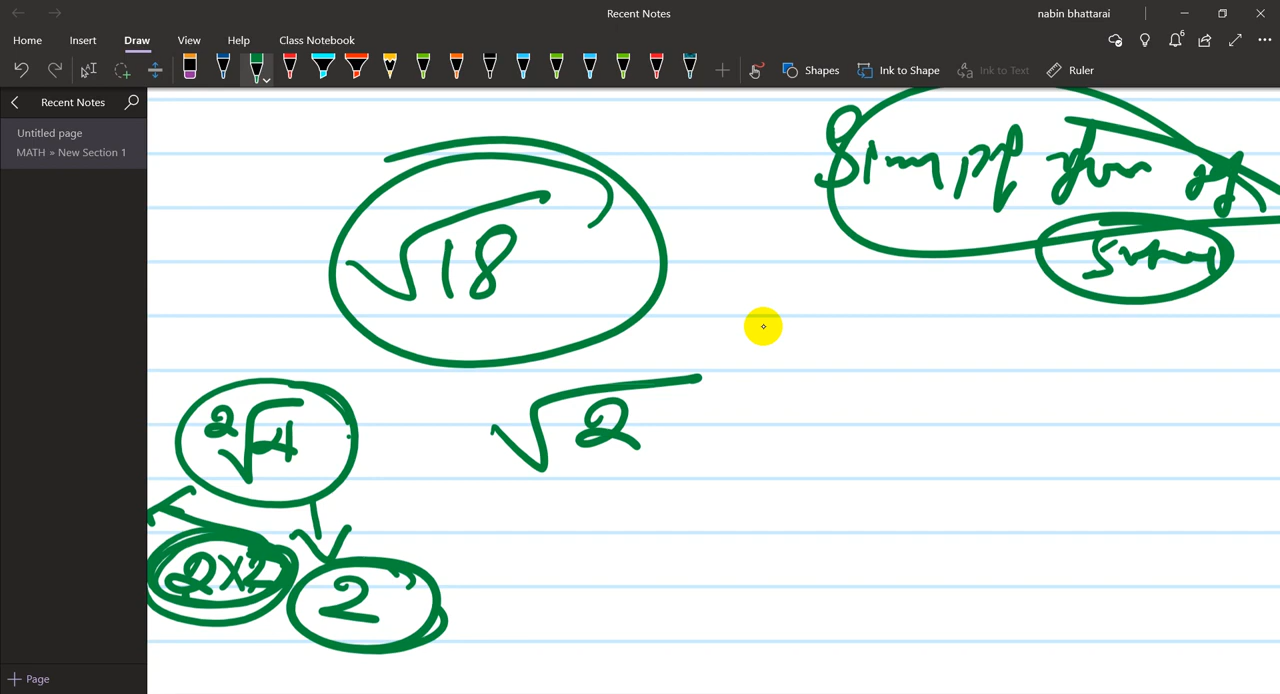 Recent Notes
nabin bhattarai
6
Home Insert Draw View Help Class Notebook
Shapes Ink to Shape Ink to Text Ruler
Recent Notes
Untitled page
MATH » New Section 1
√18
²√4
√2
2×2
2
Page